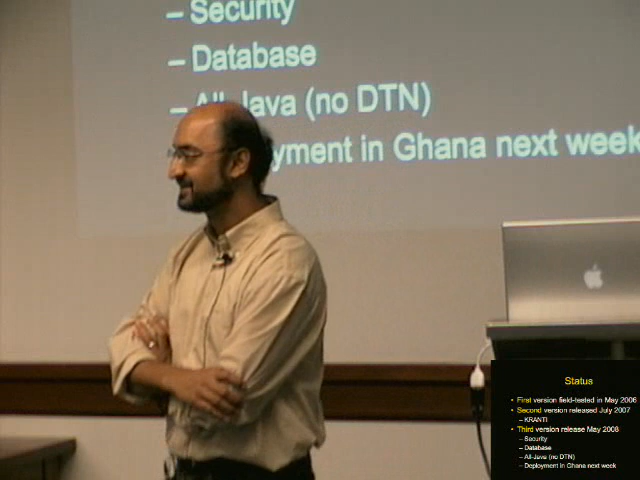 – Security
– Database
– All-Java (no DTN)
yment in Ghana next week
Status
• First version field-tested in May 2006
• Second version released July 2007
– KRANTI
• Third version release May 2008
– Security
– Database
– All-Java (no DTN)
– Deployment in Ghana next week